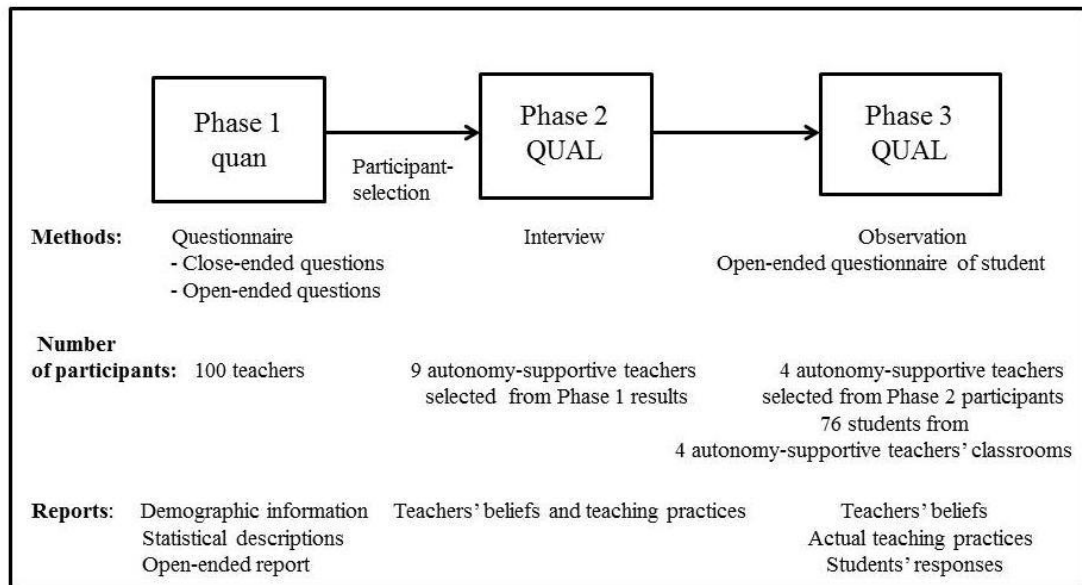 Phase 1
quan
Participant-
selection
Phase 2
QUAL
Phase 3
QUAL
Methods:
Questionnaire
- Close-ended questions
- Open-ended questions
Interview
Observation
Open-ended questionnaire of student
Number
of participants:
100 teachers
9 autonomy-supportive teachers
selected from Phase 1 results
4 autonomy-supportive teachers
selected from Phase 2 participants
76 students from
4 autonomy-supportive teachers' classrooms
Reports:
Demographic information
Statistical descriptions
Open-ended report
Teachers' beliefs and teaching practices
Teachers' beliefs
Actual teaching practices
Students' responses